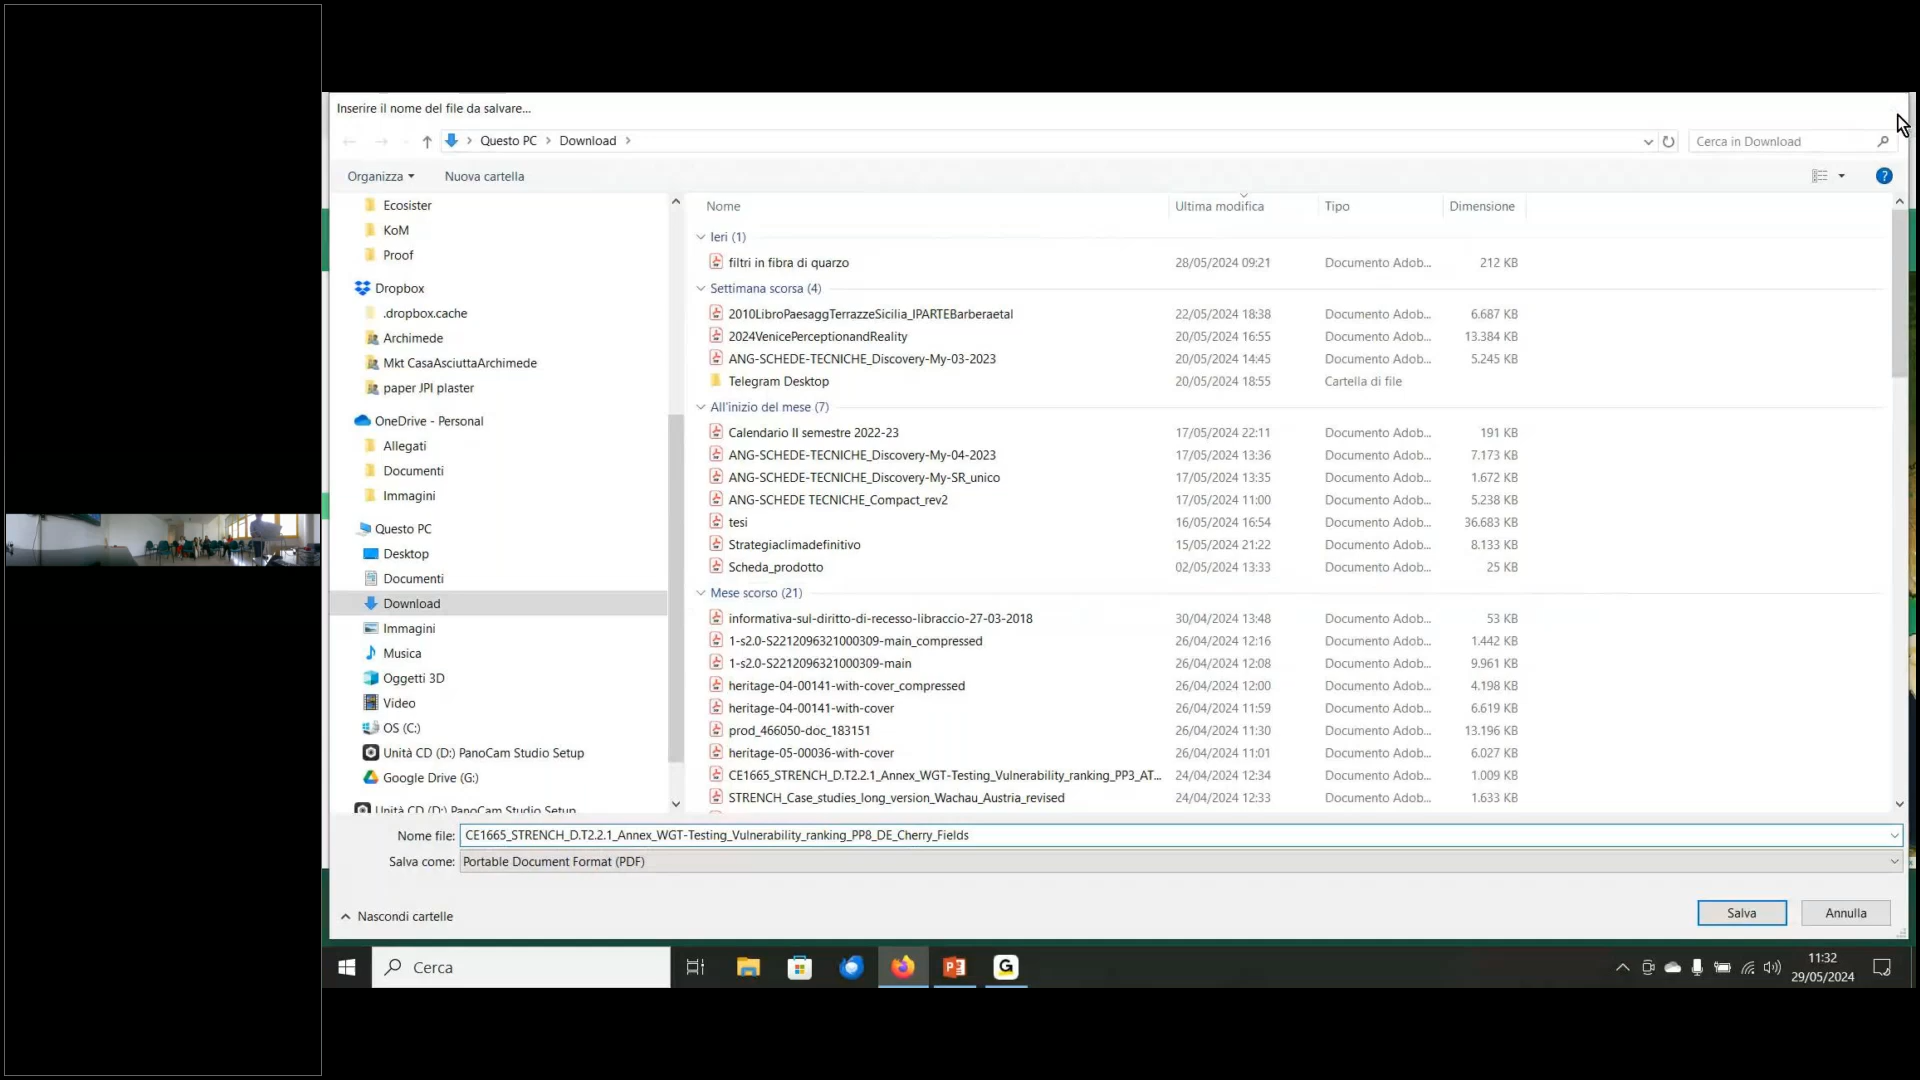 Inserire il nome del file da salvare...
Questo PC > Download >
Cerca in Download
Organizza
Nuova cartella
?
Ecosister
KoM
Proof
Dropbox
.dropbox.cache
Archimede
Mkt CasaAsciuttaArchimede
paper JPI plaster
OneDrive - Personal
Allegati
Documenti
Immagini
Questo PC
Desktop
Documenti
Download
Immagini
Musica
Oggetti 3D
Video
OS (C:)
Unità CD (D:) PanoCam Studio Setup
Google Drive (G:)
Unità CD (D:) PanoCam Studio Setup
Nome Ultima modifica Tipo Dimensione
Ieri (1)
filtri in fibra di quarzo 28/05/2024 09:21 Documento Adob... 212 KB
Settimana scorsa (4)
2010LibroPaesaggTerrazzeSicilia_IPARTEBarberaetal 22/05/2024 18:38 Documento Adob... 6.687 KB
2024VenicePerceptionandReality 20/05/2024 16:55 Documento Adob... 13.384 KB
ANG-SCHEDE-TECNICHE_Discovery-My-03-2023 20/05/2024 14:45 Documento Adob... 5.245 KB
Telegram Desktop 20/05/2024 18:55 Cartella di file
All'inizio del mese (7)
Calendario II semestre 2022-23 17/05/2024 22:11 Documento Adob... 191 KB
ANG-SCHEDE-TECNICHE_Discovery-My-04-2023 17/05/2024 13:36 Documento Adob... 7.173 KB
ANG-SCHEDE-TECNICHE_Discovery-My-SR_unico 17/05/2024 13:35 Documento Adob... 1.672 KB
ANG-SCHEDE TECNICHE_Compact_rev2 17/05/2024 11:00 Documento Adob... 5.238 KB
tesi 16/05/2024 16:54 Documento Adob... 36.683 KB
Strategiaclimadefinitivo 15/05/2024 21:22 Documento Adob... 8.133 KB
Scheda_prodotto 02/05/2024 13:33 Documento Adob... 25 KB
Mese scorso (21)
informativa-sul-diritto-di-recesso-libraccio-27-03-2018 30/04/2024 13:48 Documento Adob... 53 KB
1-s2.0-S2212096321000309-main_compressed 26/04/2024 12:16 Documento Adob... 1.442 KB
1-s2.0-S2212096321000309-main 26/04/2024 12:08 Documento Adob... 9.961 KB
heritage-04-00141-with-cover_compressed 26/04/2024 12:00 Documento Adob... 4.198 KB
heritage-04-00141-with-cover 26/04/2024 11:59 Documento Adob... 6.619 KB
prod_466050-doc_183151 26/04/2024 11:30 Documento Adob... 13.196 KB
heritage-05-00036-with-cover 26/04/2024 11:01 Documento Adob... 6.027 KB
CE1665_STRENCH_D.T2.2.1_Annex_WGT-Testing_Vulnerability_ranking_PP3_AT... 24/04/2024 12:34 Documento Adob... 1.009 KB
STRENCH_Case_studies_long_version_Wachau_Austria_revised 24/04/2024 12:33 Documento Adob... 1.633 KB
Nome file: CE1665_STRENCH_D.T2.2.1_Annex_WGT-Testing_Vulnerability_ranking_PP8_DE_Cherry_Fields
Salva come: Portable Document Format (PDF)
Nascondi cartelle
Salva
Annulla
Cerca
P
G
11:32
29/05/2024